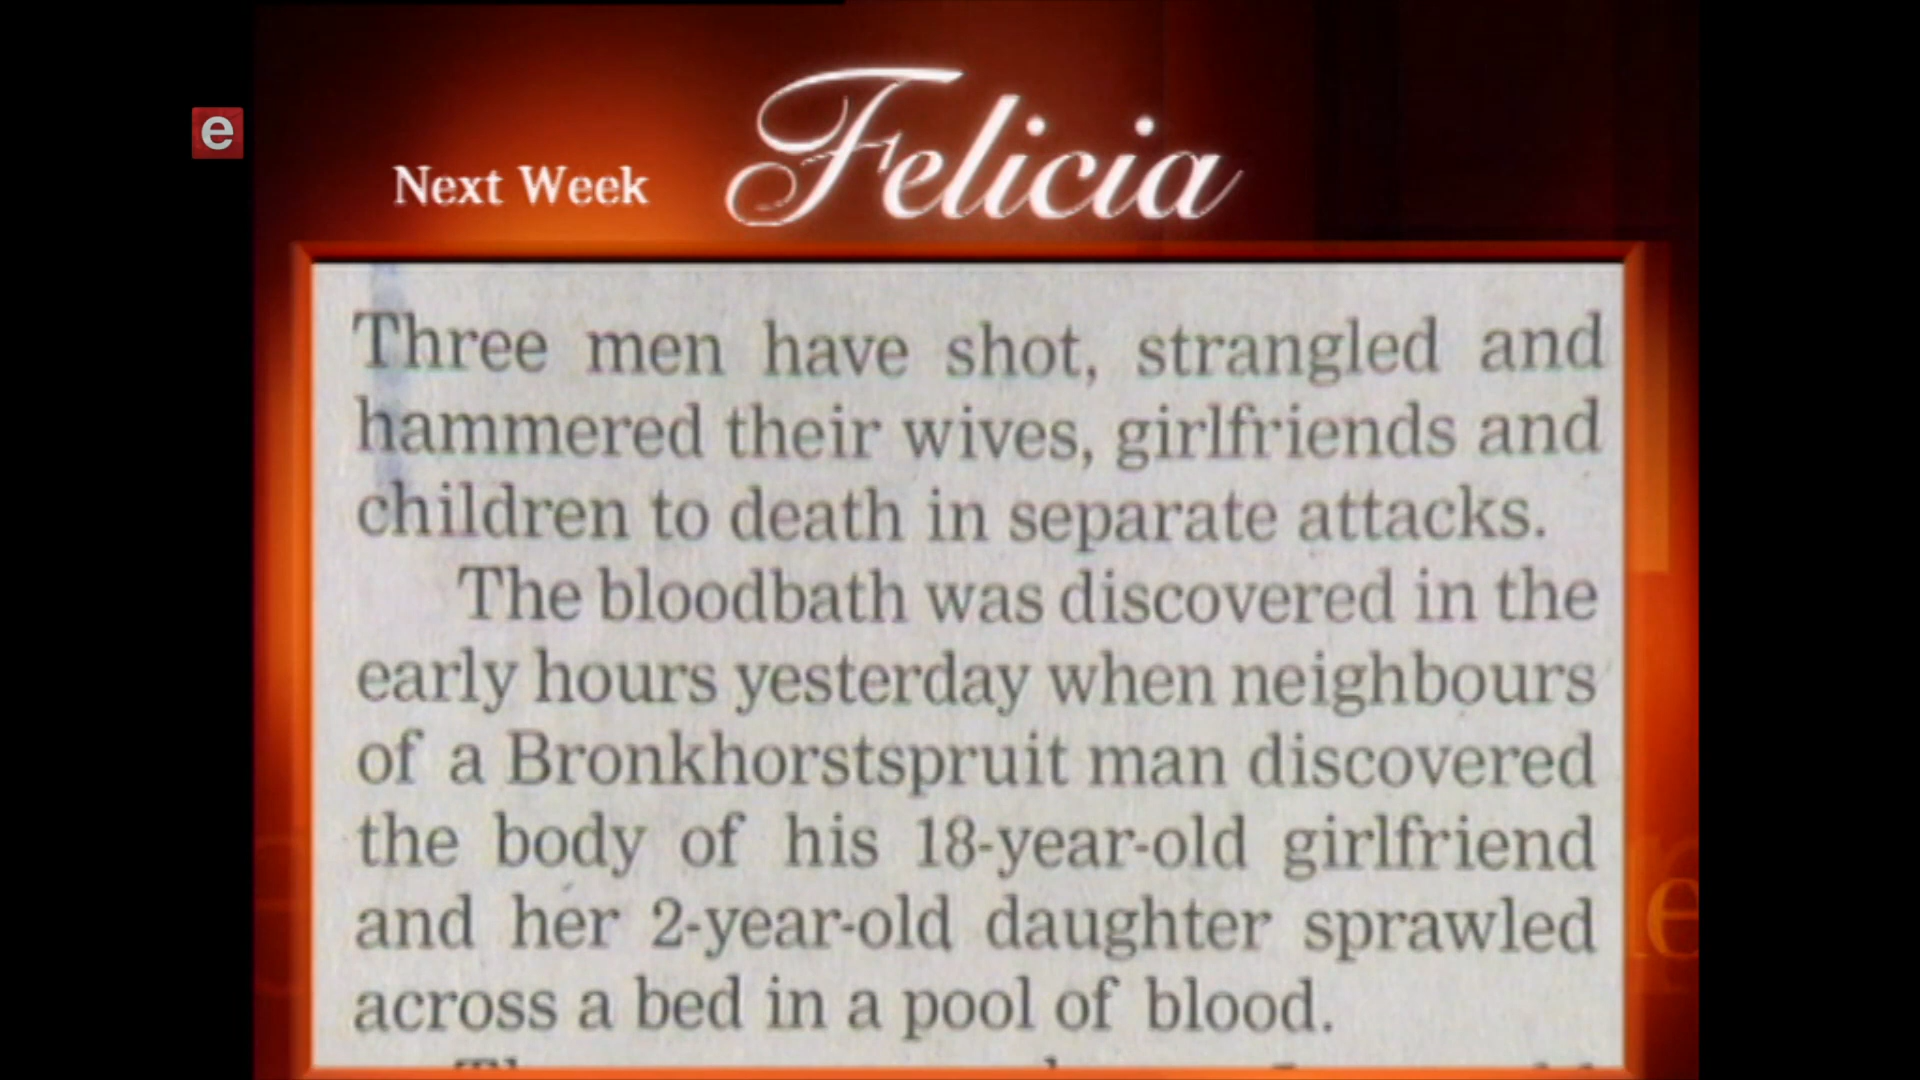 e
Next Week
Felicia
Three men have shot, strangled and
hammered their wives, girlfriends and
children to death in separate attacks.
The bloodbath was discovered in the
early hours yesterday when neighbours
of a Bronkhorstspruit man discovered
the body of his 18-year-old girlfriend
and her 2-year-old daughter sprawled
across a bed in a pool of blood.